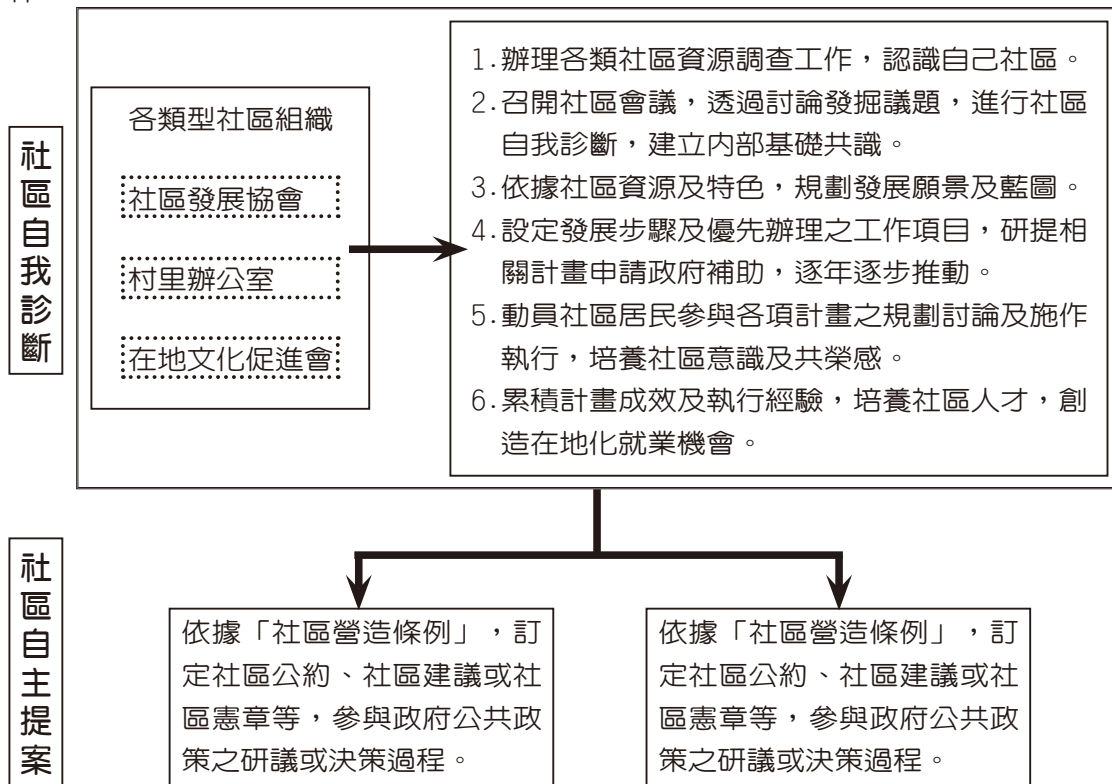 社區自我診斷
各類型社區組織
社區發展協會
村里辦公室
在地文化促進會
1.辦理各類社區資源調查工作，認識自己社區。
2.召開社區會議，透過討論發掘議題，進行社區
自我診斷，建立內部基礎共識。
3.依據社區資源及特色，規劃發展願景及藍圖。
4.設定發展步驟及優先辦理之工作項目，研提相
關計畫申請政府補助，逐年逐步推動。
5.動員社區居民參與各項計畫之規劃討論及施作
執行，培養社區意識及共榮感。
6.累積計畫成效及執行經驗，培養社區人才，創
造在地化就業機會。
社區自主提案
依據「社區營造條例」，訂
定社區公約、社區建議或社
區憲章等，參與政府公共政
策之研議或決策過程。
依據「社區營造條例」，訂
定社區公約、社區建議或社
區憲章等，參與政府公共政
策之研議或決策過程。